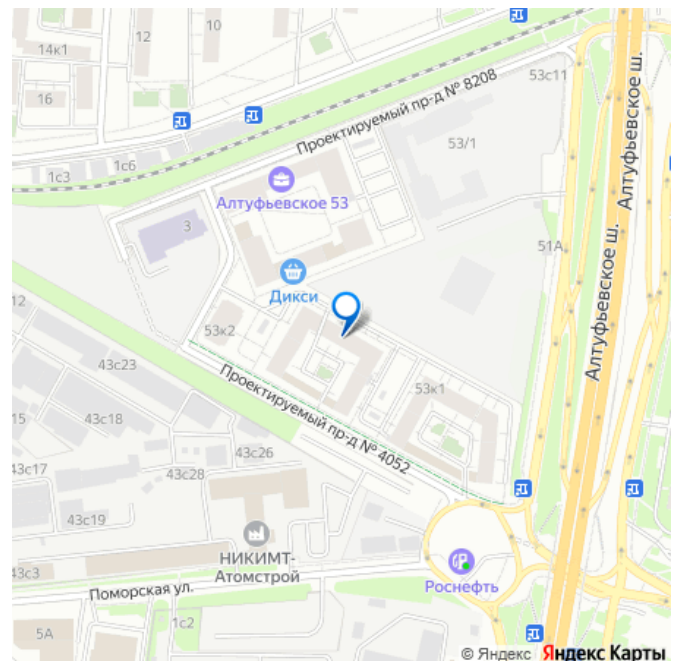 14к1
12
10
16
1с3
1с6
Проектируемый пр-д № 8208
53с11
Алтуфьевское ш.
Алтуфьевское ш.
53/1
Алтуфьевское 53
3
51А
Дикси
12
53к2
43с23
Проектируемый пр-д № 4052
53к1
15
43с18
43с17
43с26
43с28
43с19
НИКИМТ-
Атомстрой
Роснефть
43с3
Поморская ул.
1с2
5А
© Яндекс Яндекс Карты